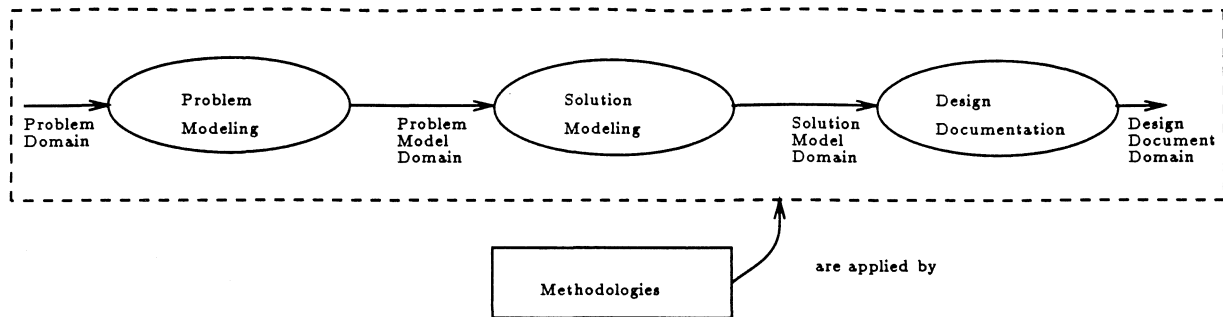 Problem
Modeling
Solution
Modeling
Design
Documentation
Problem
Domain
Problem
Model
Domain
Solution
Model
Domain
Design
Document
Domain
are applied by
Methodologies